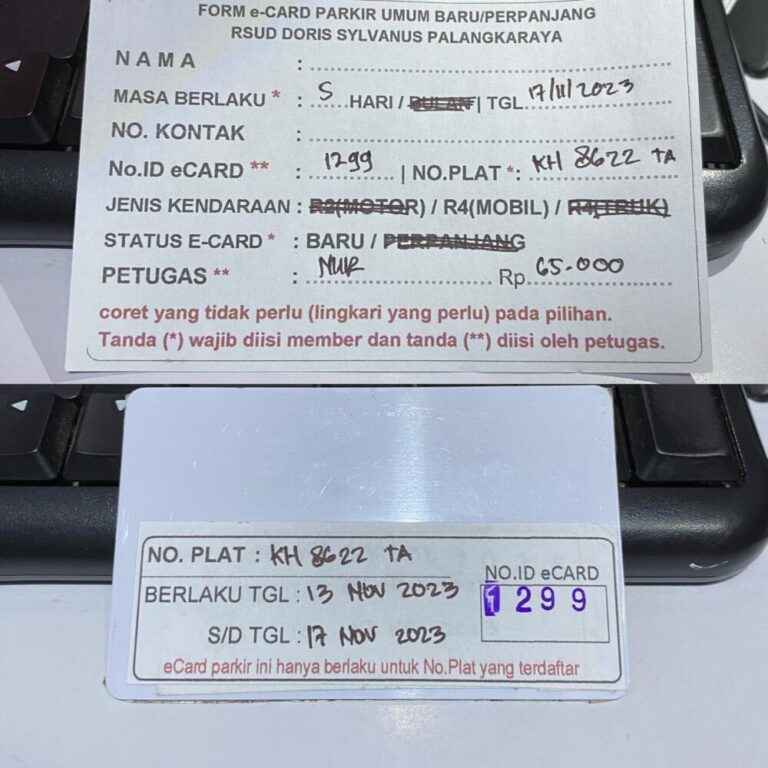 FORM e-CARD PARKIR UMUM BARU/PERPANJANG
RSUD DORIS SYLVANUS PALANGKARAYA
NAMA :
MASA BERLAKU * : 5 HARI / BULAN | TGL 17/11/2023
NO. KONTAK :
No.ID eCARD ** : 1299 | NO.PLAT *: KH 8622 TA
JENIS KENDARAAN : R2(MOTOR) / R4(MOBIL) / R4(TRUK)
STATUS E-CARD * : BARU / PERPANJANG
PETUGAS ** : NUR Rp 65.000
coret yang tidak perlu (lingkari yang perlu) pada pilihan.
Tanda (*) wajib diisi member dan tanda (**) diisi oleh petugas.
NO. PLAT : KH 8622 TA
NO.ID eCARD
BERLAKU TGL : 13 NOV 2023
1299
S/D TGL : 17 NOV 2023
eCard parkir ini hanya berlaku untuk No.Plat yang terdaftar